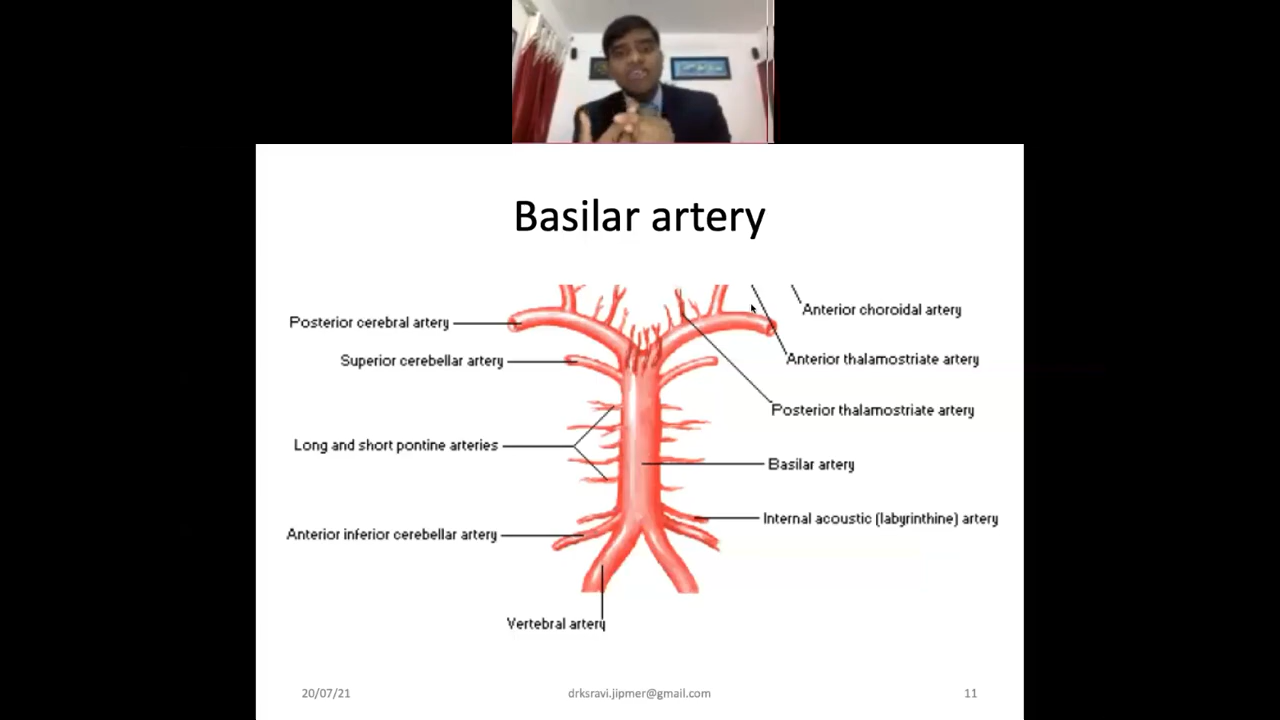 Basilar artery
Anterior choroidal artery
Posterior cerebral artery
Superior cerebellar artery
Anterior thalamostriate artery
Posterior thalamostriate artery
Long and short pontine arteries
Basilar artery
Internal acoustic (labyrinthine) artery
Anterior inferior cerebellar artery
Vertebral artery
20/07/21
drksravi.jipmer@gmail.com
11